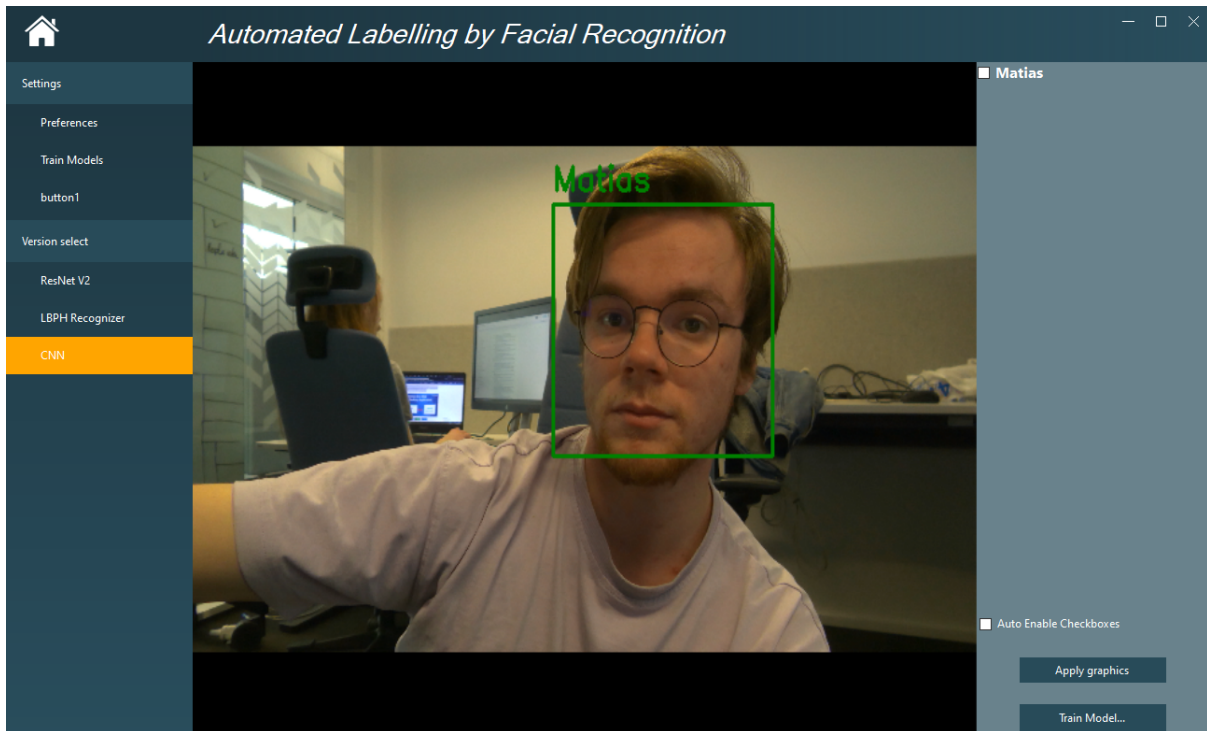 Automated Labelling by Facial Recognition
Settings
Preferences
Train Models
button1
Version select
ResNet V2
LBPH Recognizer
CNN
Matias
Matias
Auto Enable Checkboxes
Apply graphics
Train Model...